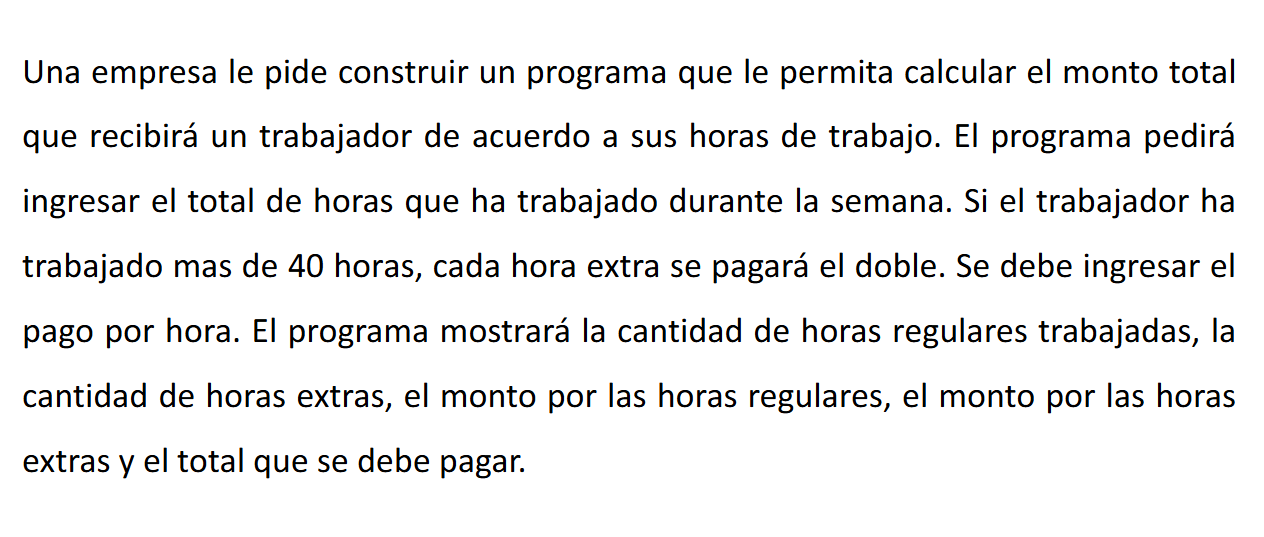 Una empresa le pide construir un programa que le permita calcular el monto total
que recibirá un trabajador de acuerdo a sus horas de trabajo. El programa pedirá
ingresar el total de horas que ha trabajado durante la semana. Si el trabajador ha
trabajado mas de 40 horas, cada hora extra se pagará el doble. Se debe ingresar el
pago por hora. El programa mostrará la cantidad de horas regulares trabajadas, la
cantidad de horas extras, el monto por las horas regulares, el monto por las horas
extras y el total que se debe pagar.